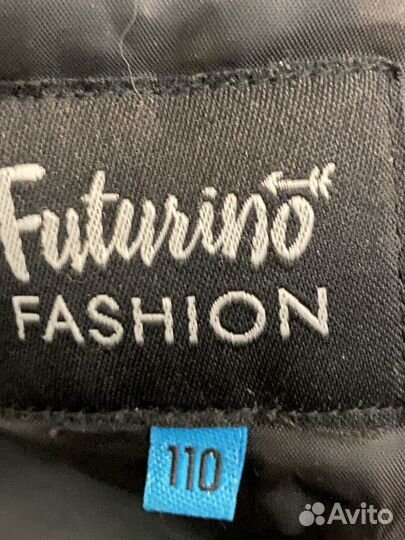 Futurino
FASHION
110
Avito